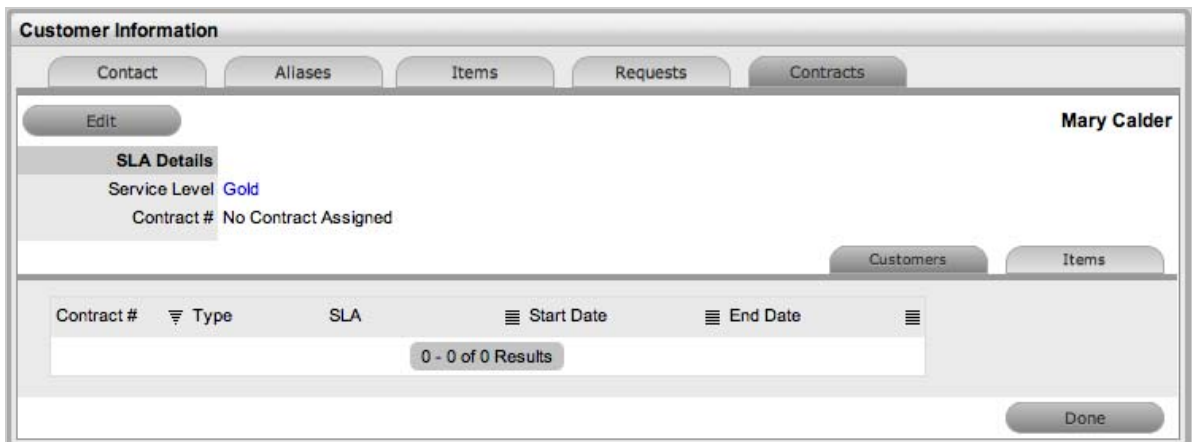 Customer Information
Contact Aliases Items Requests Contracts
Edit Mary Calder
SLA Details
Service Level Gold
Contract # No Contract Assigned
Customers Items
Contract # Type SLA Start Date End Date
0 - 0 of 0 Results
Done